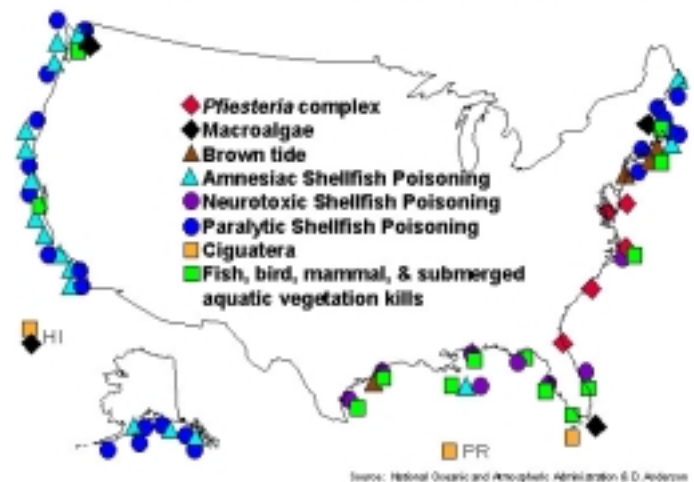 Pfiesteria complex
Macroalgae
Brown tide
Amnesiac Shellfish Poisoning
Neurotoxic Shellfish Poisoning
Paralytic Shellfish Poisoning
Ciguatera
Fish, bird, mammal, & submerged
aquatic vegetation kills
HI
PR
Source: National Oceanic and Atmospheric Administration & D. Anderson